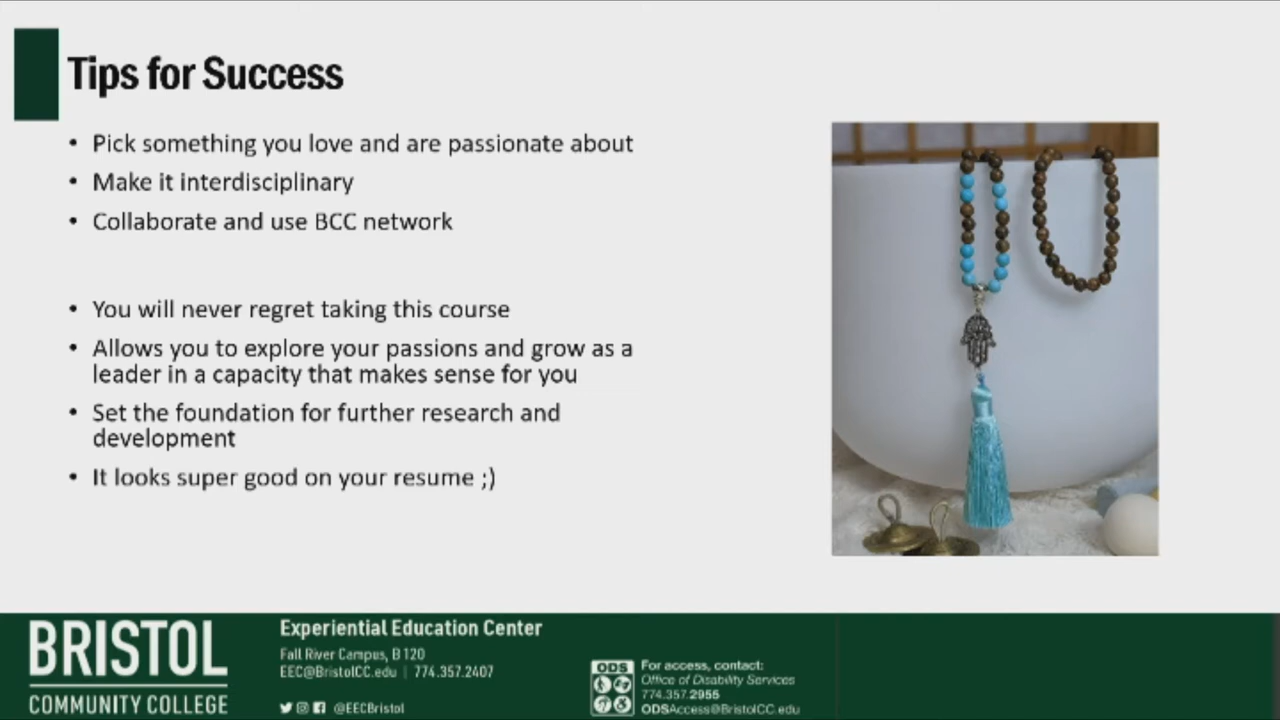 Tips for Success
• Pick something you love and are passionate about
• Make it interdisciplinary
• Collaborate and use BCC network
• You will never regret taking this course
• Allows you to explore your passions and grow as a
leader in a capacity that makes sense for you
• Set the foundation for further research and
development
• It looks super good on your resume ;)
BRISTOL
COMMUNITY COLLEGE
Experiential Education Center
Fall River Campus, B 120
EEC@BristolCC.edu | 774.357.2407
@EECBristol
ODS
For access, contact:
Office of Disability Services
774.357.2955
ODSAccess@BristolCC.edu